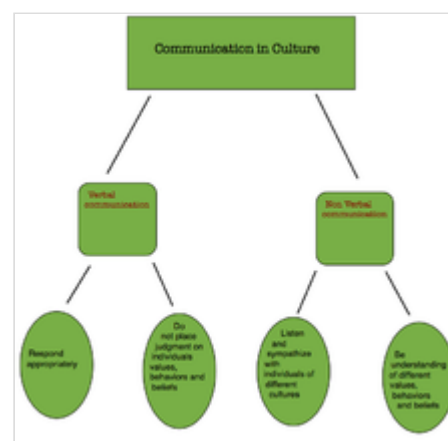 Communication in Culture
Verbal
communication
Non Verbal
communication
Respond
appropriately
Do
not place
judgment on
individuals
values,
behaviors and
beliefs
Listen
and
sympathize
with
individuals of
different
cultures
Be
understanding
of different
values,
behaviors
and beliefs